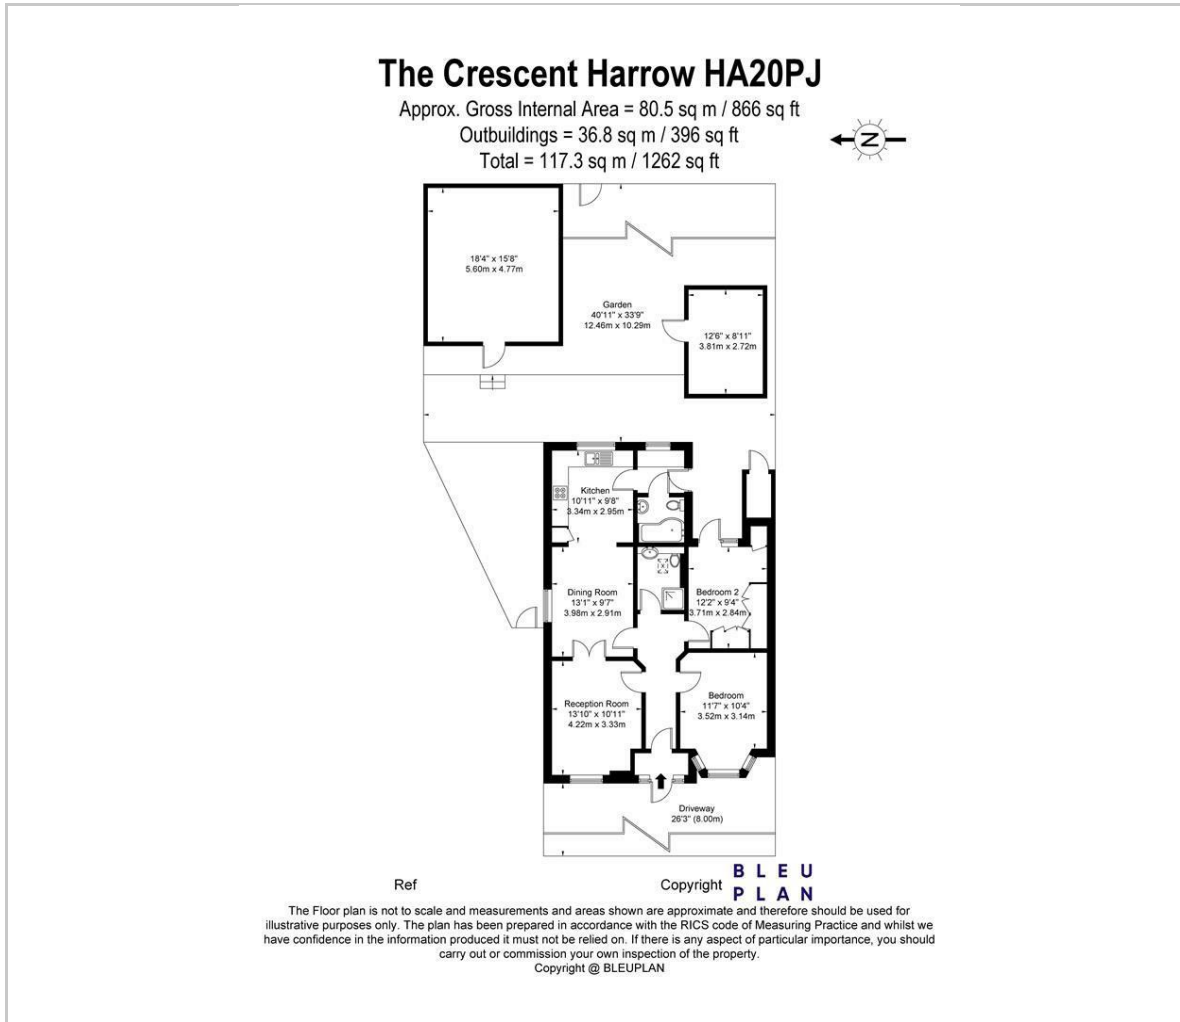 The Crescent Harrow HA20PJ
Approx. Gross Internal Area = 80.5 sq m / 866 sq ft
Outbuildings = 36.8 sq m / 396 sq ft
Total = 117.3 sq m / 1262 sq ft
N
18'4" x 15'8"
5.60m x 4.77m
Garden
40'11" x 33'9"
12.46m x 10.29m
12'6" x 8'11"
3.81m x 2.72m
Kitchen
10'11" x 9'8"
3.34m x 2.95m
Dining Room
13'1" x 9'7"
3.98m x 2.91m
Bedroom 2
12'2" x 9'4"
3.71m x 2.84m
Reception Room
13'10" x 10'11"
4.22m x 3.33m
Bedroom
11'7" x 10'4"
3.52m x 3.14m
Driveway
26'3" (8.00m)
Ref
Copyright
BLEU
PLAN
The Floor plan is not to scale and measurements and areas shown are approximate and therefore should be used for
illustrative purposes only. The plan has been prepared in accordance with the RICS code of Measuring Practice and whilst we
have confidence in the information produced it must not be relied on. If there is any aspect of particular importance, you should
carry out or commission your own inspection of the property.
Copyright @ BLEUPLAN